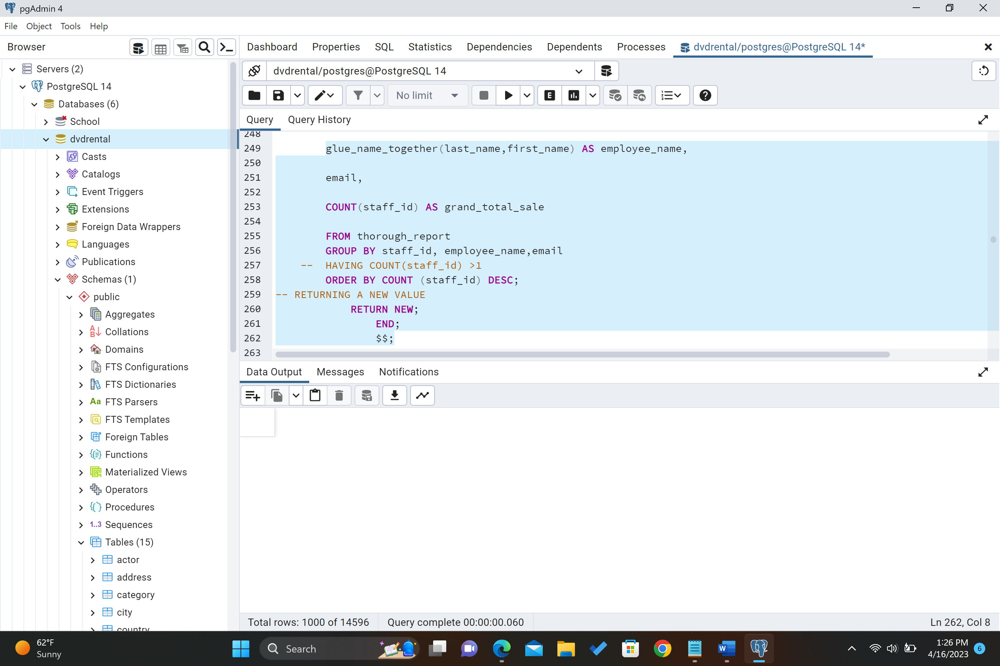 pgAdmin 4
File Object Tools Help
Browser
Dashboard Properties SQL Statistics Dependencies Dependents Processes dvdrental/postgres@PostgreSQL 14*
Servers (2)
PostgreSQL 14
Databases (6)
School
dvdrental
Casts
Catalogs
Event Triggers
Extensions
Foreign Data Wrappers
Languages
Publications
Schemas (1)
public
Aggregates
Collations
Domains
FTS Configurations
FTS Dictionaries
Aa FTS Parsers
FTS Templates
Foreign Tables
Functions
Materialized Views
Operators
Procedures
1..3 Sequences
Tables (15)
actor
address
category
city
country
dvdrental/postgres@PostgreSQL 14
No limit
E
Query Query History
248
249 glue_name_together(last_name,first_name) AS employee_name,
250
251 email,
252
253 COUNT(staff_id) AS grand_total_sale
254
255 FROM thorough_report
256 GROUP BY staff_id, employee_name,email
257 -- HAVING COUNT(staff_id) >1
258 ORDER BY COUNT (staff_id) DESC;
259 -- RETURNING A NEW VALUE
260 RETURN NEW;
261 END;
262 $$;
263
Data Output Messages Notifications
Total rows: 1000 of 14596 Query complete 00:00:00.060 Ln 262, Col 8
62°F
Sunny
Search
1:26 PM
4/16/2023
6